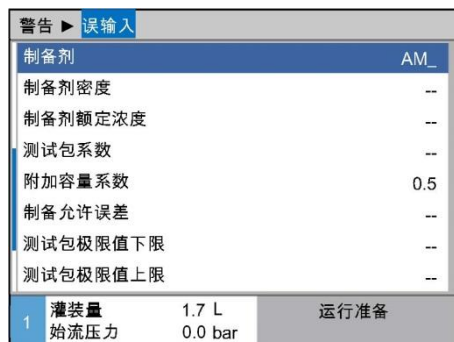 警告 ▶ 误输入
制备剂 AM_
制备剂密度 --
制备剂额定浓度 --
测试包系数 --
附加容量系数 0.5
制备允许误差 --
测试包极限值下限 --
测试包极限值上限 --
1 灌装量 1.7 L 运行准备
始流压力 0.0 bar